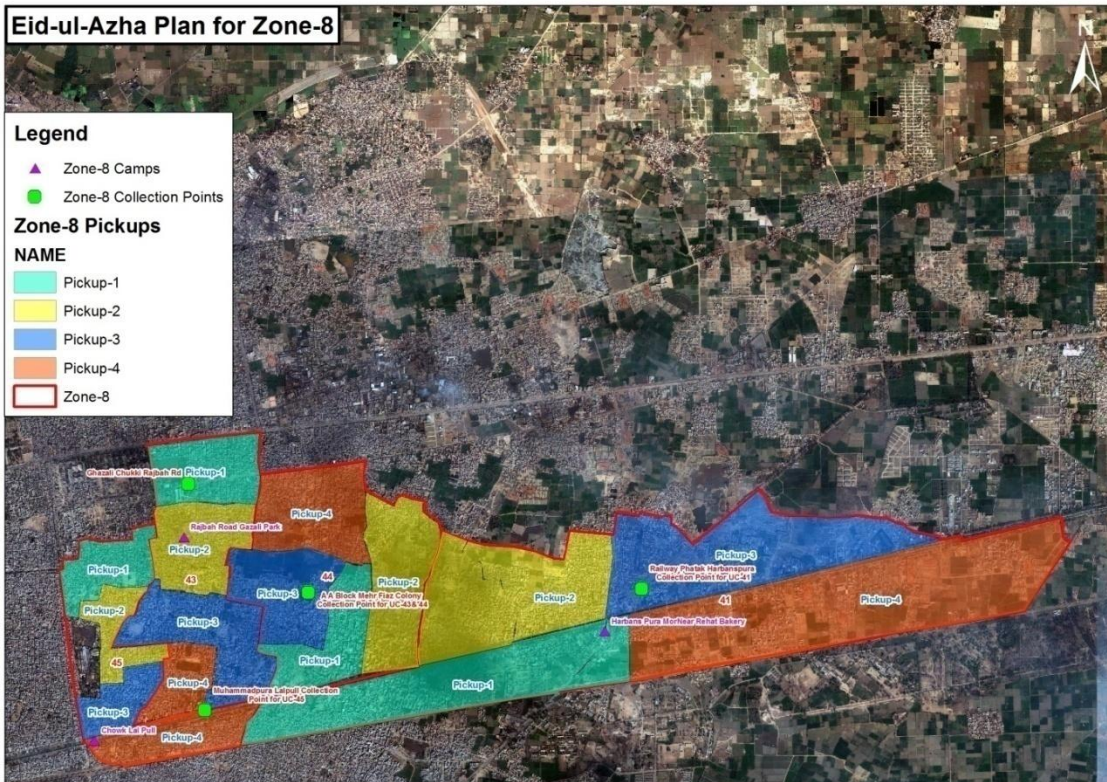 Eid-ul-Azha Plan for Zone-8
N
Legend
Zone-8 Camps
Zone-8 Collection Points
Zone-8 Pickups
NAME
Pickup-1
Pickup-2
Pickup-3
Pickup-4
Zone-8
Ghazali Chukki Rajbah Rd
Pickup-1
Pickup-4
Rajbah Road Gazali Park
Pickup-2
43
Pickup-1
44
Pickup-3
A A Block Mehr Fiaz Colony
Collection Point for UC-43&44
Pickup-2
Pickup-2
Pickup-3
Railway Phatak Harbanspura
Collection Point for UC-41
41
Pickup-4
Harbans Pura MorNear Rehat Bakery
Pickup-2
Pickup-3
Pickup-1
45
Pickup-4
Muhammadpura Lalpull Collection
Point for UC-45
Pickup-1
Pickup-3
Pickup-4
Chowk Lal Pull